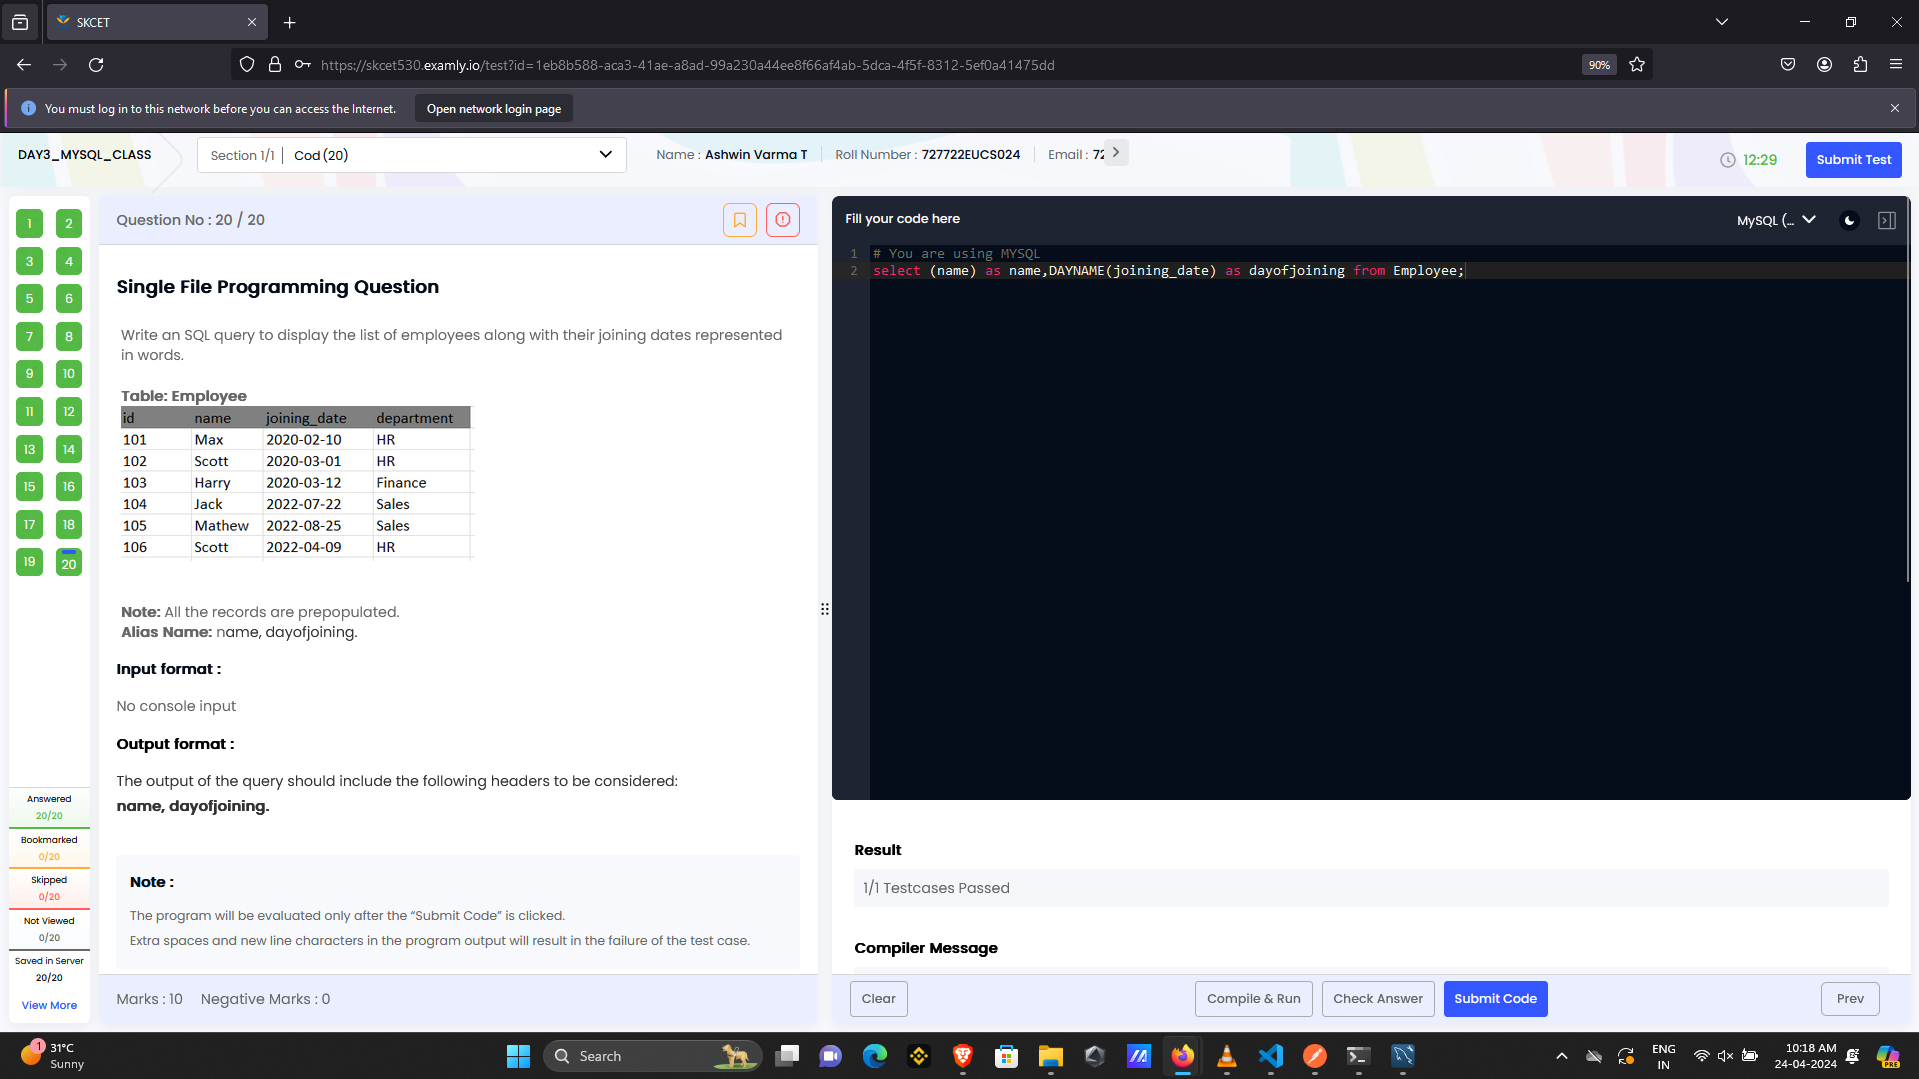 SKCET
https://skcet530.examly.io/test?id=1eb8b588-aca3-41ae-a8ad-99a230a44ee8f66af4ab-5dca-4f5f-8312-5ef0a41475dd
90%
You must log in to this network before you can access the Internet.
Open network login page
DAY3_MYSQL_CLASS
Section 1/1 | Cod (20)
Name : Ashwin Varma T
Roll Number : 727722EUCS024
Email : 72
12:29
Submit Test
1 2
3 4
5 6
7 8
9 10
11 12
13 14
15 16
17 18
19 20
Answered
20/20
Bookmarked
0/20
Skipped
0/20
Not Viewed
0/20
Saved in Server
20/20
View More
Question No : 20 / 20
Single File Programming Question
Write an SQL query to display the list of employees along with their joining dates represented
in words.
Table: Employee
id name joining_date department
101 Max 2020-02-10 HR
102 Scott 2020-03-01 HR
103 Harry 2020-03-12 Finance
104 Jack 2022-07-22 Sales
105 Mathew 2022-08-25 Sales
106 Scott 2022-04-09 HR
Note: All the records are prepopulated.
Alias Name: name, dayofjoining.
Input format :
No console input
Output format :
The output of the query should include the following headers to be considered:
name, dayofjoining.
Note :
The program will be evaluated only after the “Submit Code” is clicked.
Extra spaces and new line characters in the program output will result in the failure of the test case.
Marks : 10 Negative Marks : 0
Fill your code here
MySQL (...
1 # You are using MYSQL
2 select (name) as name,DAYNAME(joining_date) as dayofjoining from Employee;
Result
1/1 Testcases Passed
Compiler Message
Clear
Compile & Run
Check Answer
Submit Code
Prev
1
31°C
Sunny
Search
ENG
IN
10:18 AM
24-04-2024
PRE